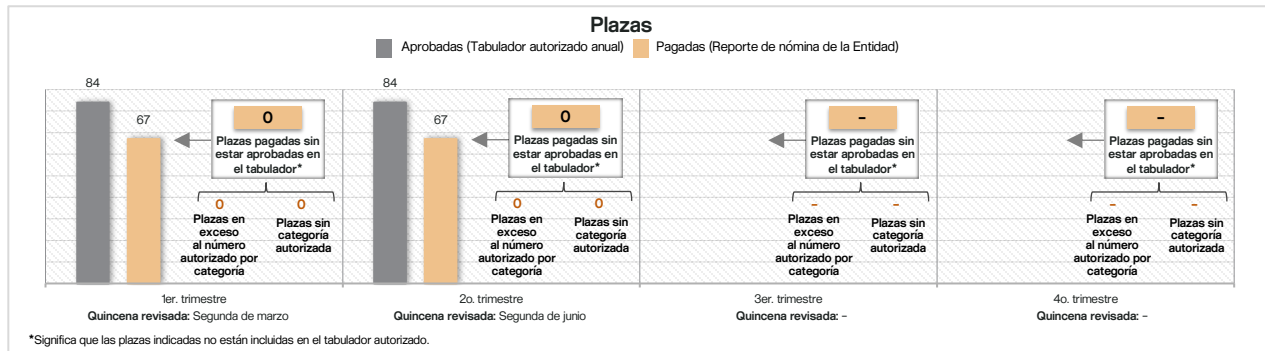 Plazas
Aprobadas (Tabulador autorizado anual)
Pagadas (Reporte de nómina de la Entidad)
84
67
0
Plazas pagadas sin
estar aprobadas en
el tabulador*
0
0
Plazas en
exceso
al número
autorizado por
categoría
Plazas sin
categoría
autorizada
1er. trimestre
Quincena revisada: Segunda de marzo
84
67
0
Plazas pagadas sin
estar aprobadas en
el tabulador*
0
0
Plazas en
exceso
al número
autorizado por
categoría
Plazas sin
categoría
autorizada
2o. trimestre
Quincena revisada: Segunda de junio
-
Plazas pagadas sin
estar aprobadas en
el tabulador*
-
-
Plazas en
exceso
al número
autorizado por
categoría
Plazas sin
categoría
autorizada
3er. trimestre
Quincena revisada: -
-
Plazas pagadas sin
estar aprobadas en
el tabulador*
-
-
Plazas en
exceso
al número
autorizado por
categoría
Plazas sin
categoría
autorizada
4o. trimestre
Quincena revisada: -
*Significa que las plazas indicadas no están incluidas en el tabulador autorizado.